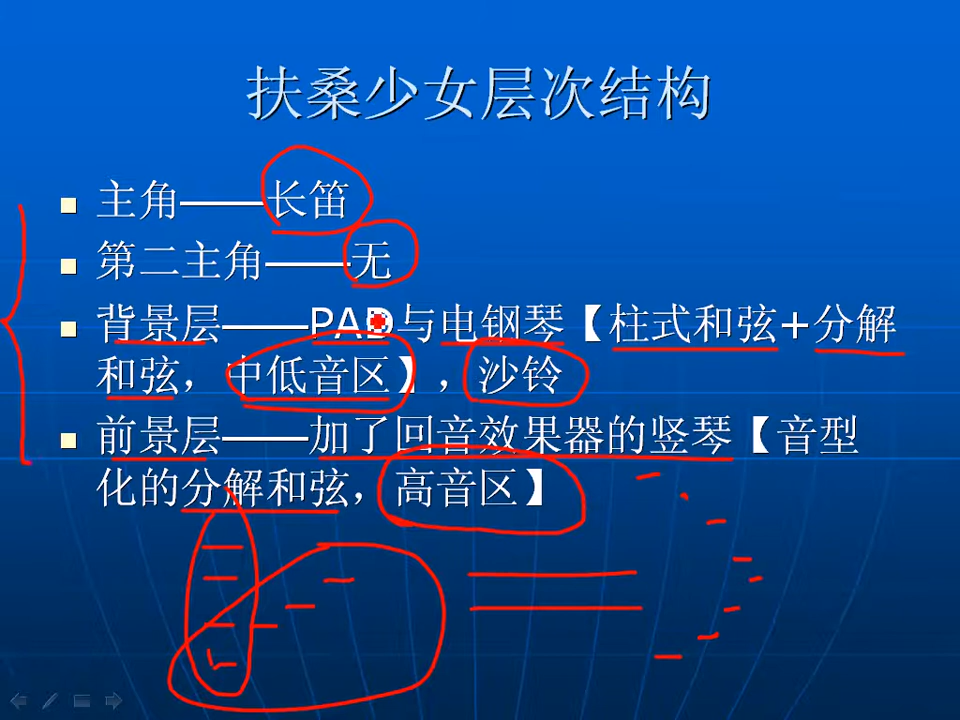 扶桑少女层次结构
主角——长笛
第二主角——无
背景层——PAD与电钢琴【柱式和弦+分解
和弦，中低音区】，沙铃
前景层——加了回音效果器的竖琴【音型
化的分解和弦，高音区】